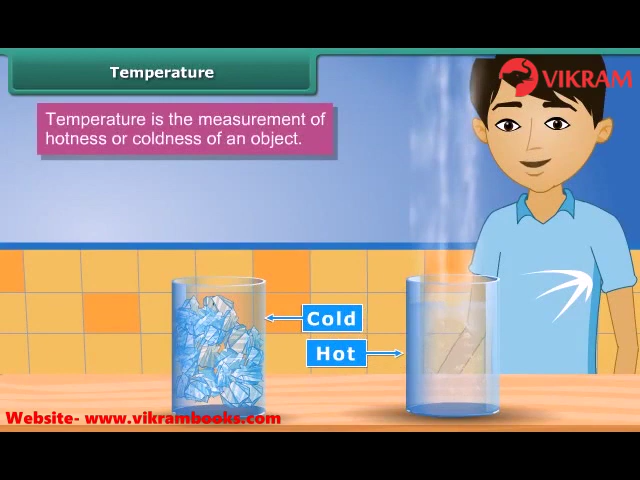 Temperature
VIKRAM
Temperature is the measurement of
hotness or coldness of an object.
Cold
Hot
Website- www.vikrambooks.com